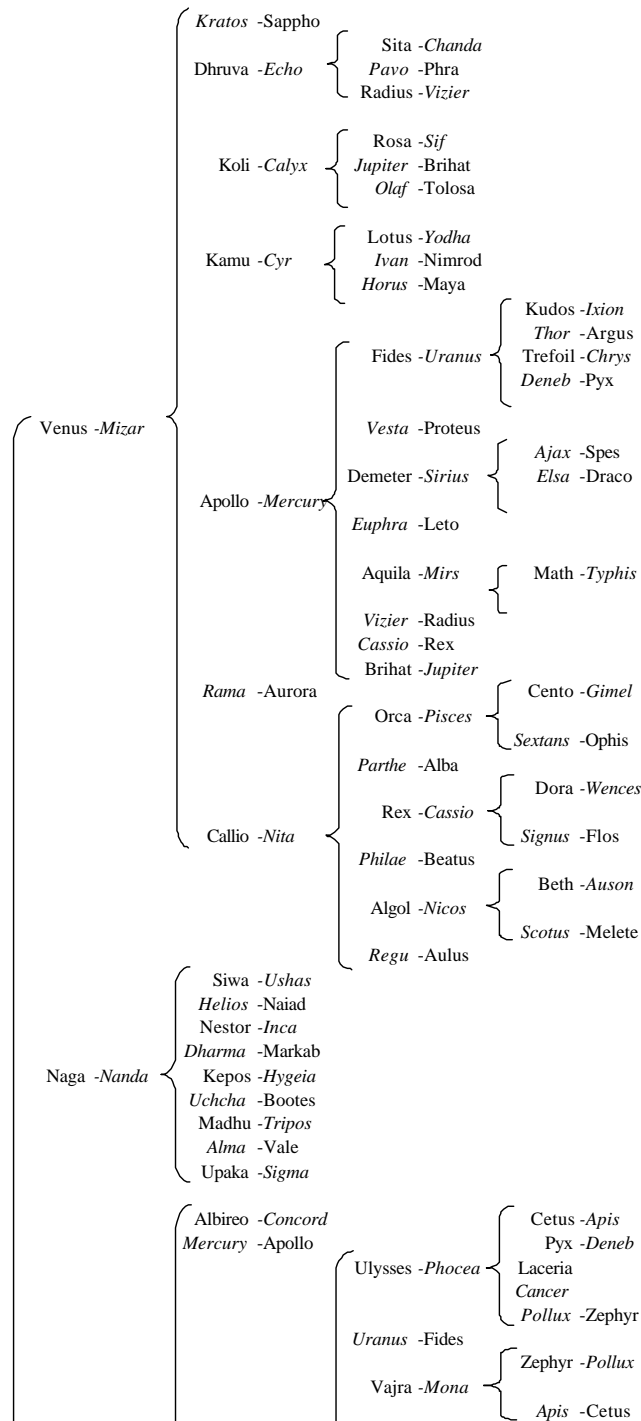 Kratos -Sappho
Sita -Chanda
Dhruva -Echo
Pavo -Phra
Radius -Vizier
Rosa -Sif
Koli -Calyx
Jupiter -Brihat
Olaf -Tolosa
Lotus -Yodha
Kamu -Cyr
Ivan -Nimrod
Horus -Maya
Kudos -Ixion
Thor -Argus
Fides -Uranus
Trefoil -Chrys
Deneb -Pyx
Venus -Mizar
Vesta -Proteus
Ajax -Spes
Demeter -Sirius
Elsa -Draco
Apollo -Mercury
Euphra -Leto
Aquila -Mirs
Math -Typhis
Vizier -Radius
Cassio -Rex
Brihat -Jupiter
Rama -Aurora
Cento -Gimel
Orca -Pisces
Sextans -Ophis
Parthe -Alba
Dora -Wences
Rex -Cassio
Callio -Nita
Signus -Flos
Philae -Beatus
Beth -Auson
Algol -Nicos
Scotus -Melete
Regu -Aulus
Siwa -Ushas
Helios -Naiad
Nestor -Inca
Dharma -Markab
Naga -Nanda
Kepos -Hygeia
Uchcha -Bootes
Madhu -Tripos
Alma -Vale
Upaka -Sigma
Albireo -Concord
Cetus -Apis
Mercury -Apollo
Pyx -Deneb
Ulysses -Phocea
Laceria
Cancer
Pollux -Zephyr
Uranus -Fides
Zephyr -Pollux
Vajra -Mona
Apis -Cetus